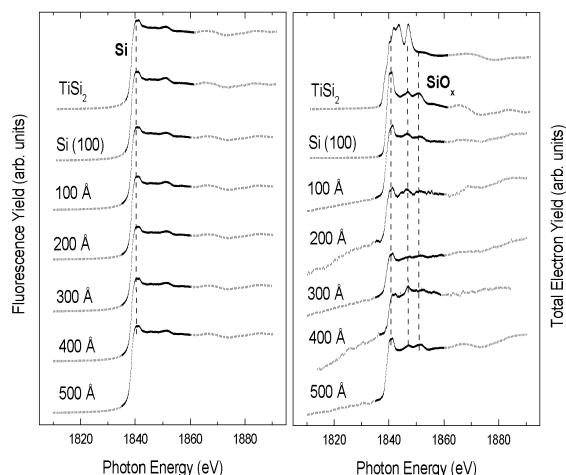 Fluorescence Yield (arb. units)
Si
TiSi2
Si (100)
100 Å
200 Å
300 Å
400 Å
500 Å
1820 1840 1860 1880
Photon Energy (eV)
SiOx
TiSi2
Si (100)
100 Å
200 Å
300 Å
400 Å
500 Å
1820 1840 1860 1880
Photon Energy (eV)
Total Electron Yield (arb. units)